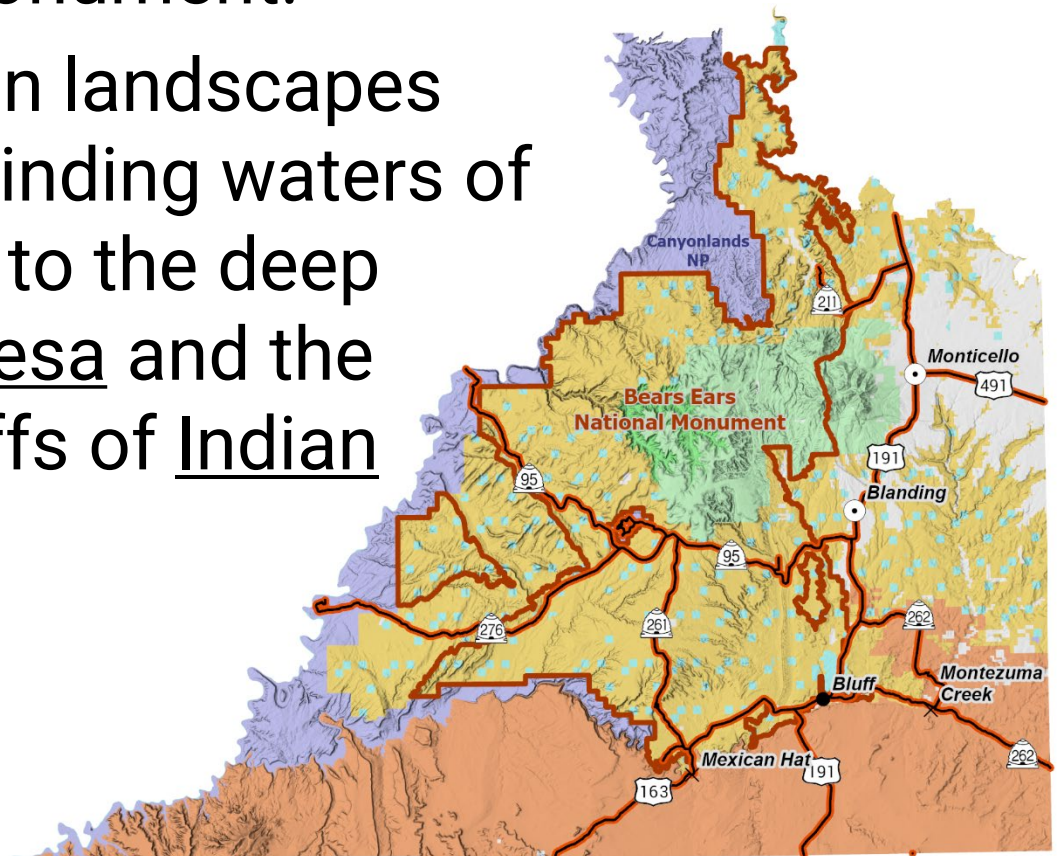 onument.
n landscapes
inding waters of
to the deep
esa and the
ffs of Indian
Canyonlands
NP
211
Monticello
491
Bears Ears
National Monument
191
95
Blanding
95
276
261
262
Bluff
Montezuma
Creek
Mexican Hat
191
262
163